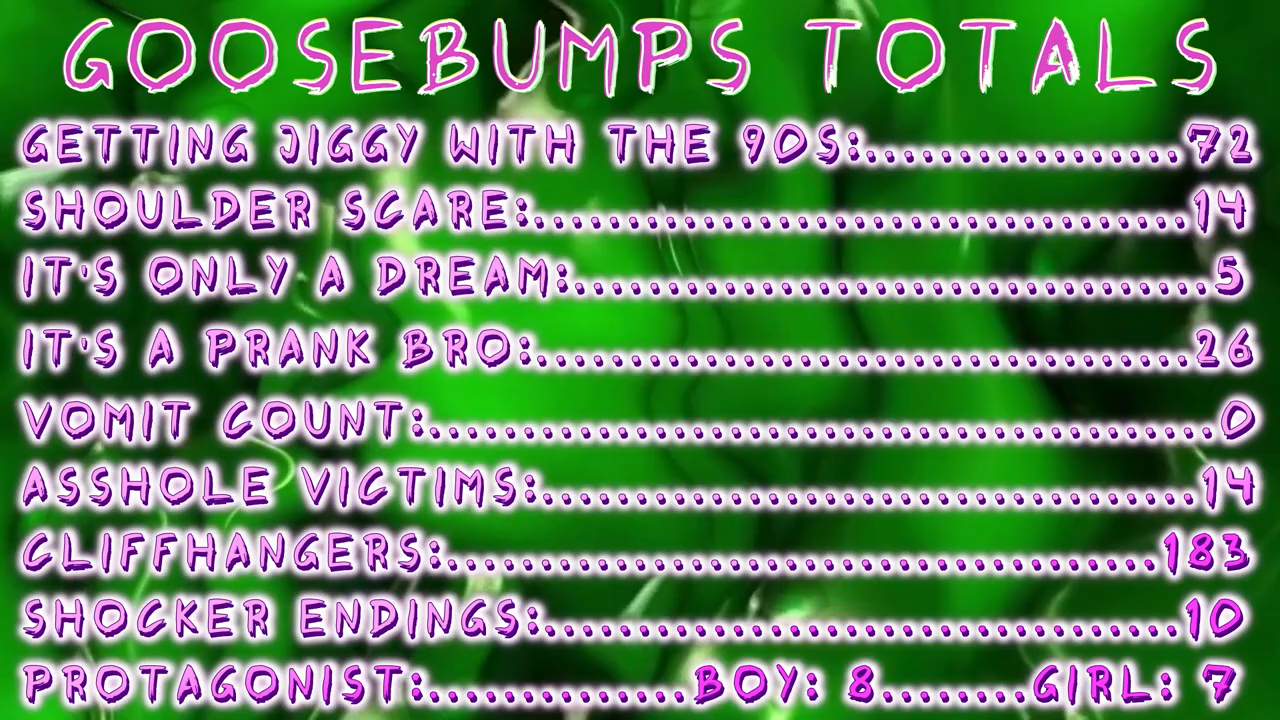 GOOSEBUMPS TOTALS
GETTING JIGGY WITH THE 90S:.................72
SHOULDER SCARE:...................................14
IT'S ONLY A DREAM:..................................5
IT'S A PRANK BRO:...................................26
VOMIT COUNT:..........................................0
ASSHOLE VICTIMS:...................................14
CLIFFHANGERS:......................................183
SHOCKER ENDINGS:..................................10
PROTAGONIST:..............BOY: 8........GIRL: 7